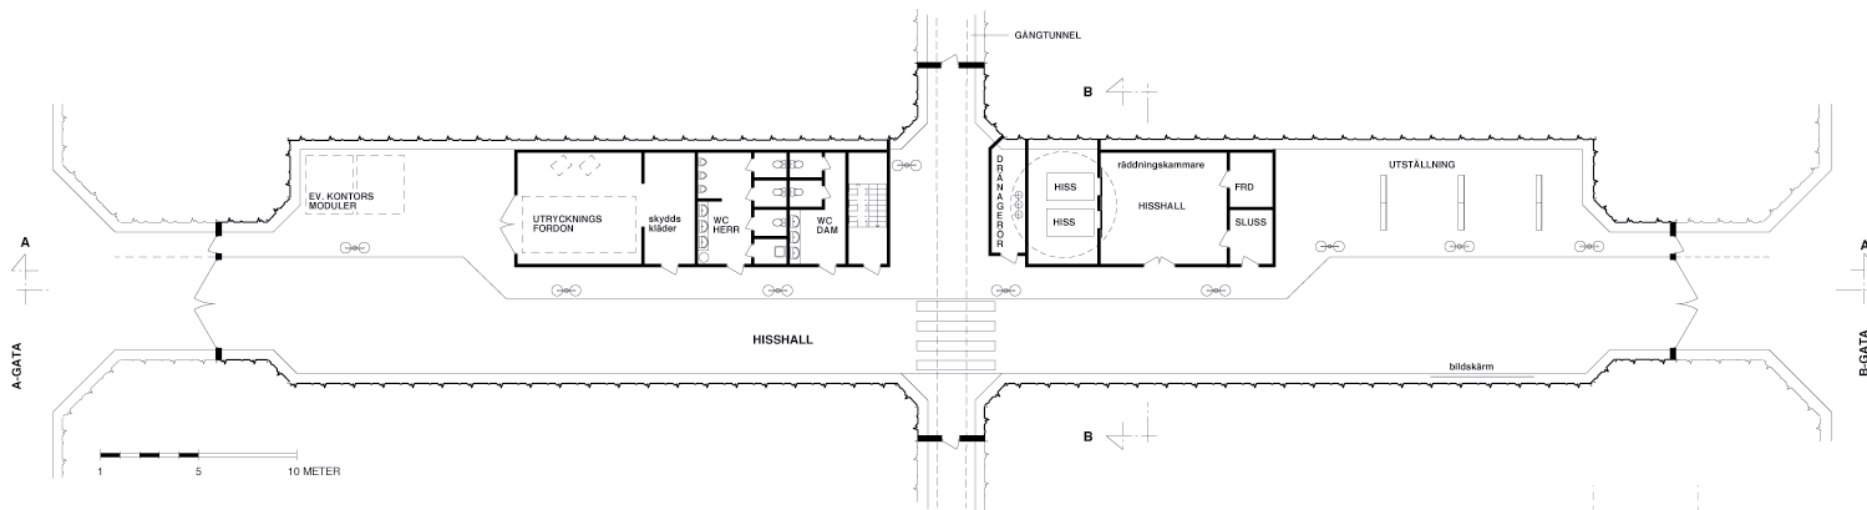 GÅNGTUNNEL
B
räddningskammare
UTSTÄLLNING
DRÄNAGERÖR
HISS
FRD
EV. KONTORS
MODULER
UTRYCKNINGS
FORDON
skydds
kläder
WC
HERR
WC
DAM
HISSHALL
HISS
SLUSS
A
A
HISSHALL
A-GATA
B-GATA
bildskärm
B
1 5 10 METER